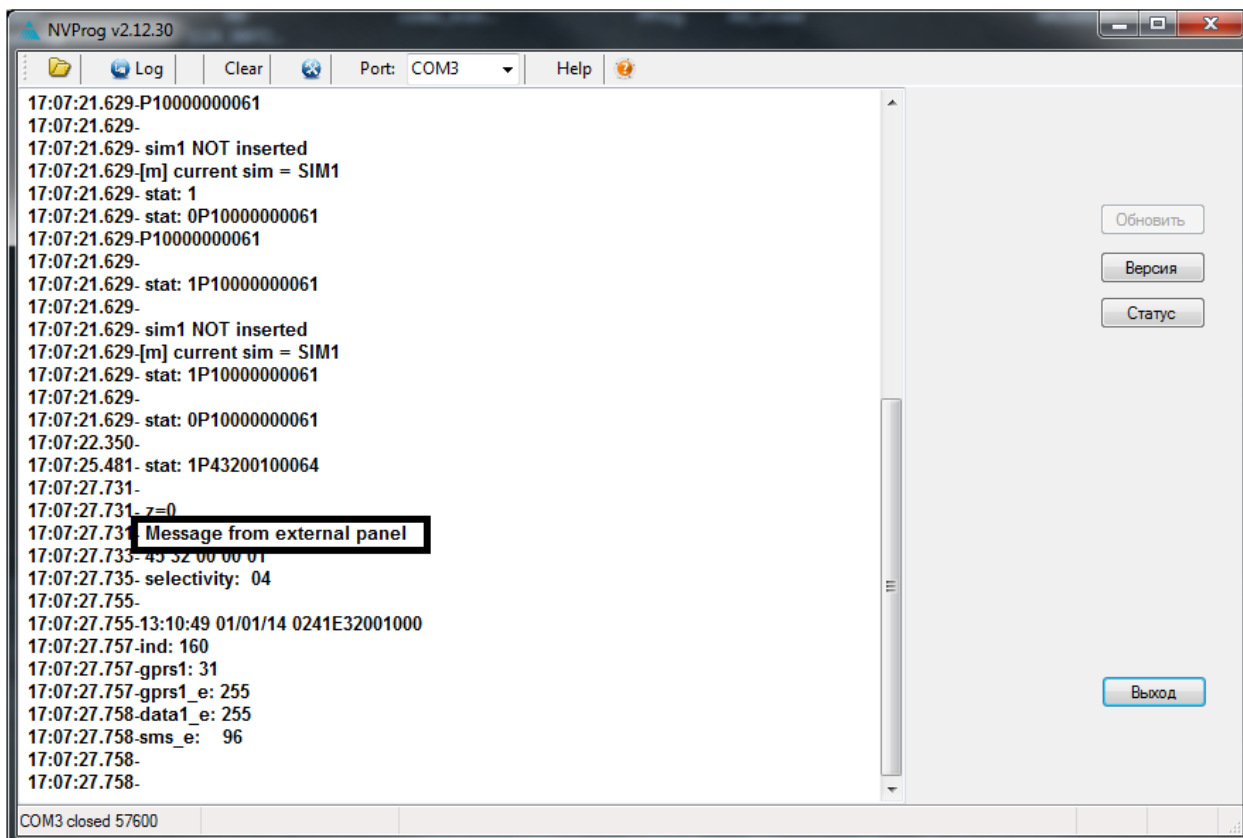 NVProg v2.12.30
Log Clear Port: COM3 Help
17:07:21.629-P10000000061
17:07:21.629-
17:07:21.629- sim1 NOT inserted
17:07:21.629-[m] current sim = SIM1
17:07:21.629- stat: 1
17:07:21.629- stat: 0P10000000061
17:07:21.629-P10000000061
17:07:21.629-
17:07:21.629- stat: 1P10000000061
17:07:21.629-
17:07:21.629- sim1 NOT inserted
17:07:21.629-[m] current sim = SIM1
17:07:21.629- stat: 1P10000000061
17:07:21.629-
17:07:21.629- stat: 0P10000000061
17:07:22.350-
17:07:25.481- stat: 1P43200100064
17:07:27.731-
17:07:27.731- z=0
17:07:27.731- Message from external panel
17:07:27.733- 00 00 01
17:07:27.735- selectivity: 04
17:07:27.755-
17:07:27.755-13:10:49 01/01/14 0241E32001000
17:07:27.757-ind: 160
17:07:27.757-gprs1: 31
17:07:27.757-gprs1_e: 255
17:07:27.758-data1_e: 255
17:07:27.758-sms_e: 96
17:07:27.758-
17:07:27.758-
Обновить
Версия
Статус
Выход
COM3 closed 57600